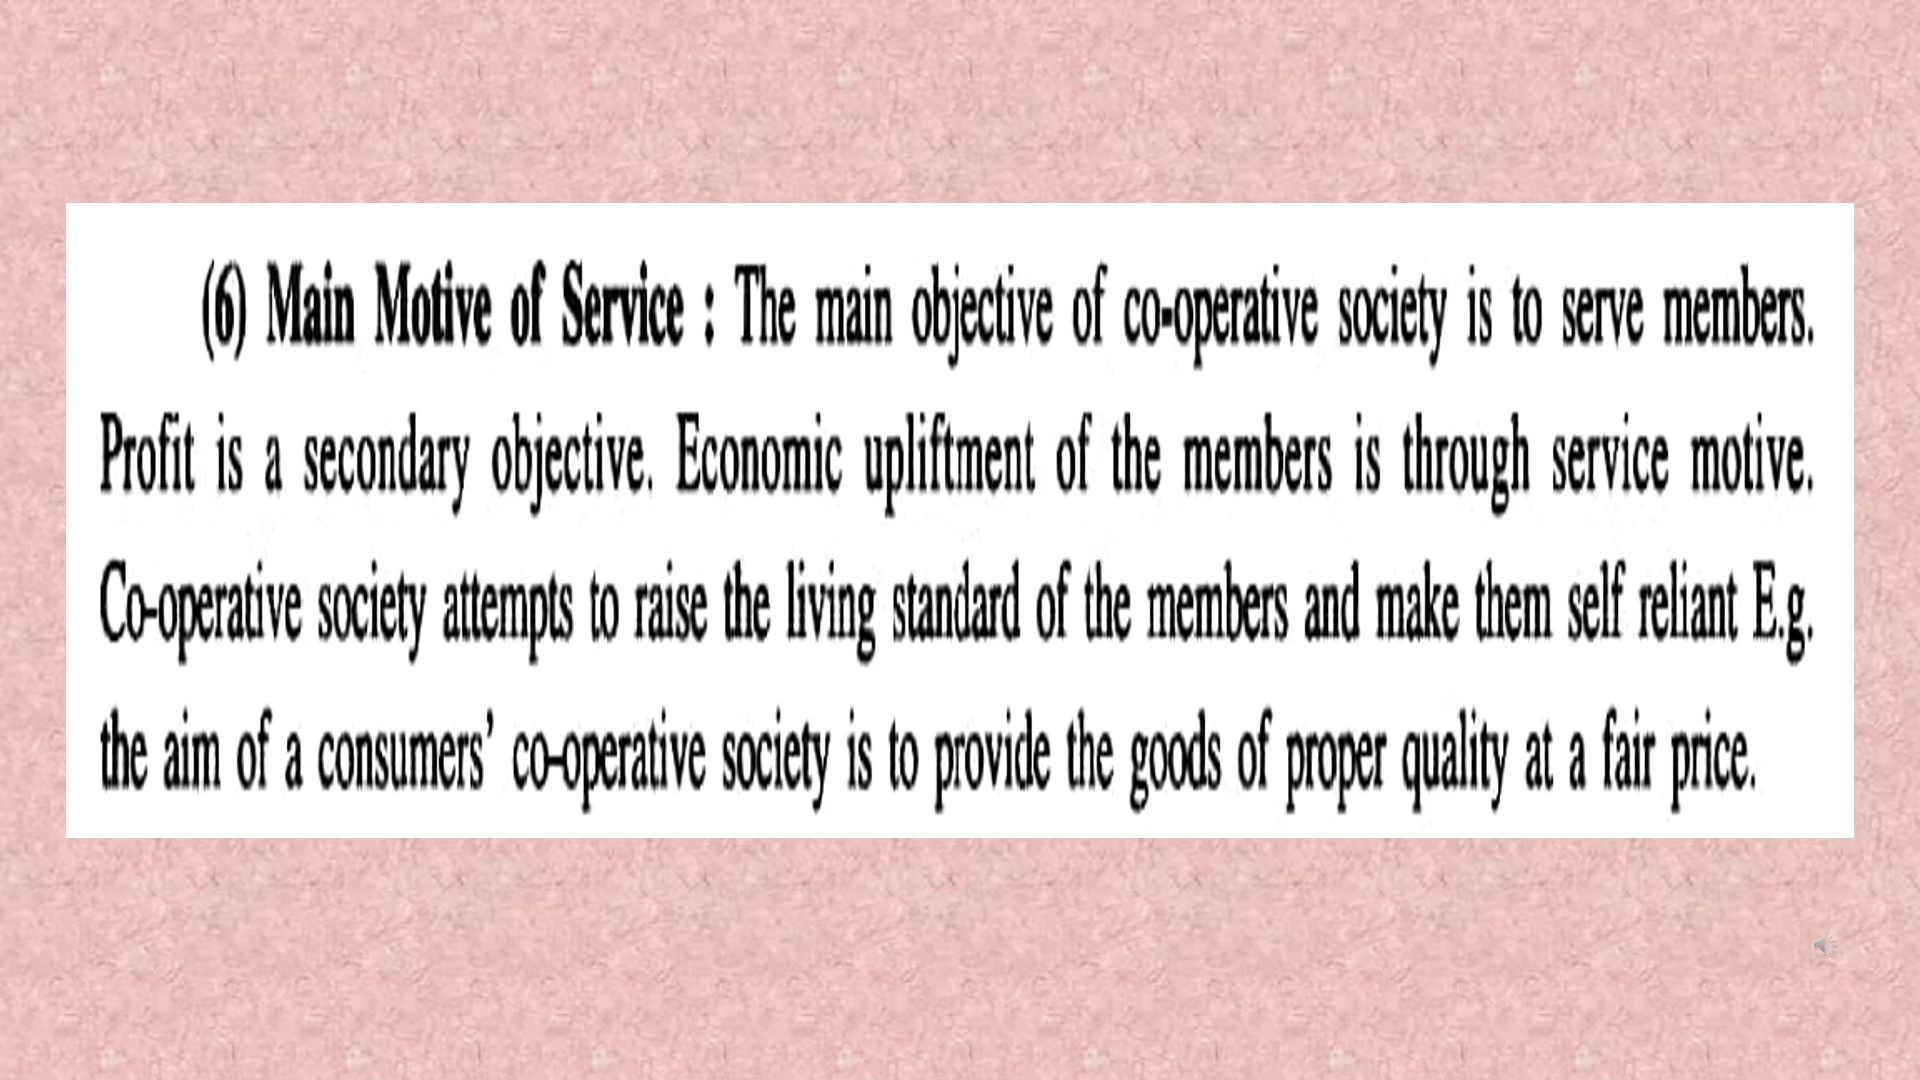 (6) Main Motive of Service : The main objective of co-operative society is to serve members.
Profit is a secondary objective. Economic upliftment of the members is through service motive.
Co-operative society attempts to raise the living standard of the members and make them self reliant E.g.
the aim of a consumers’ co-operative society is to provide the goods of proper quality at a fair price.